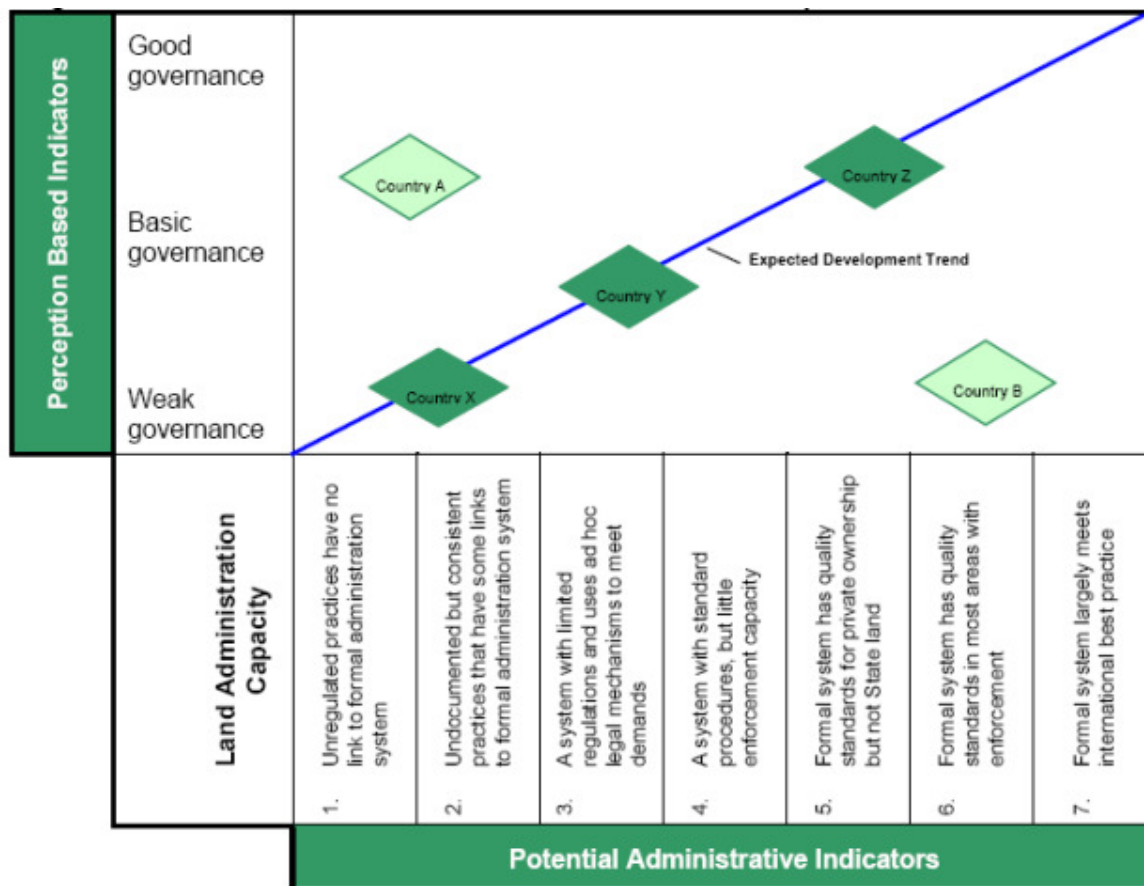 Perception Based Indicators
Good
governance
Basic
governance
Weak
governance
Country A
Country Z
Expected Development Trend
Country Y
Country X
Country B
Land Administration
Capacity
1. Unregulated practices have no
link to formal administration
system
2. Undocumented but consistent
practices that have some links
to formal administration system
3. A system with limited
regulations and uses ad hoc
legal mechanisms to meet
demands
4. A system with standard
procedures, but little
enforcement capacity
5. Formal system has quality
standards for private ownership
but not State land
6. Formal system has quality
standards in most areas with
enforcement
7. Formal system largely meets
international best practice
Potential Administrative Indicators